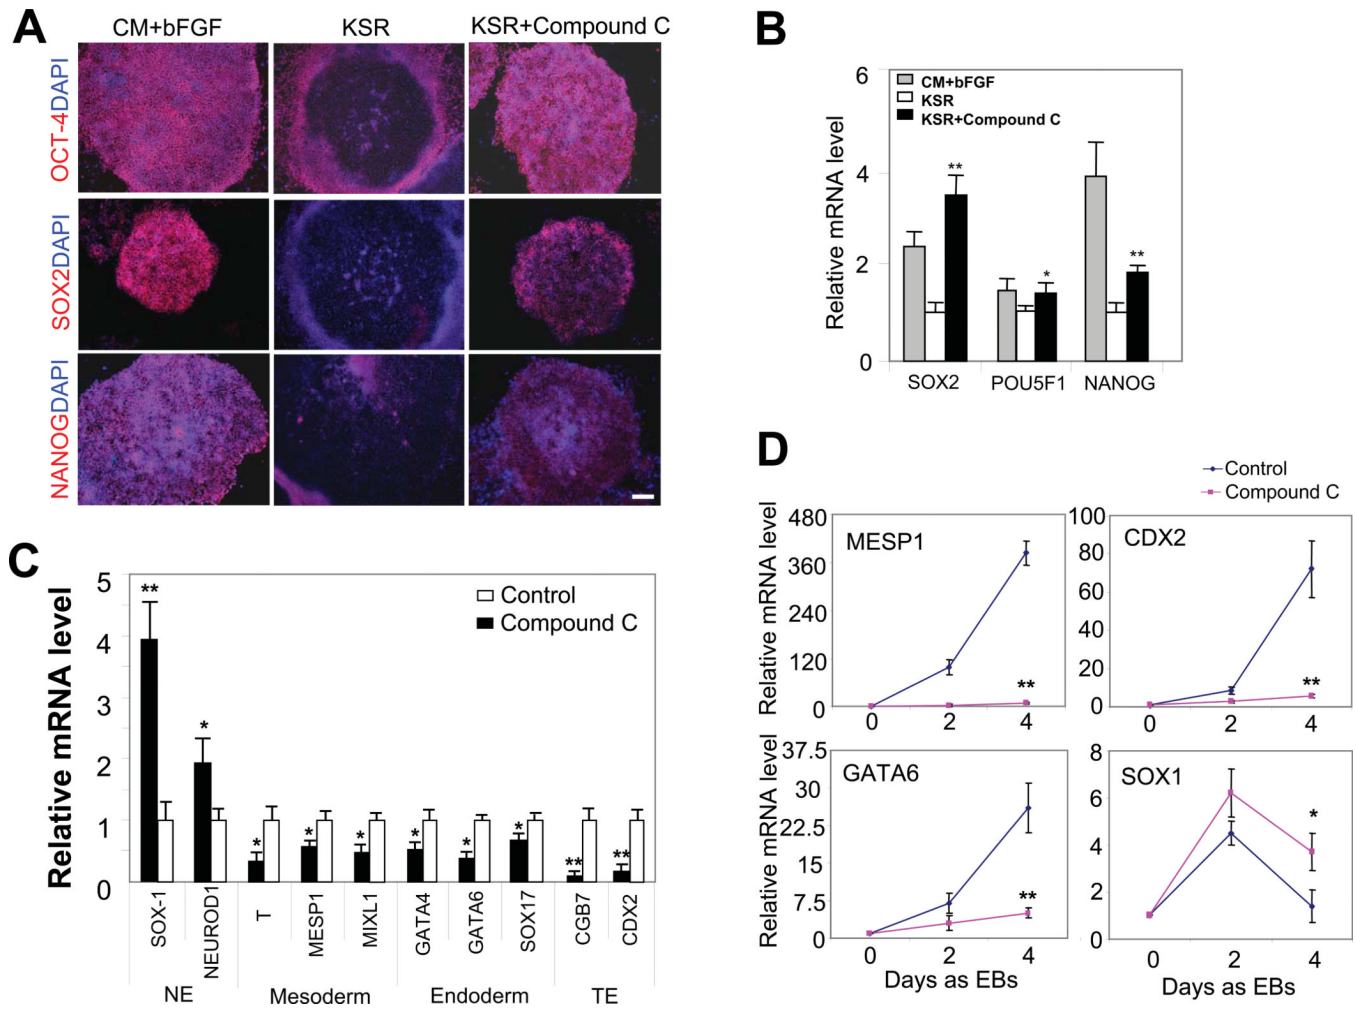 A
CM+bFGF
KSR
KSR+Compound C
OCT-4DAPI
SOX2DAPI
NANOGDAPI
B
Relative mRNA level
6
4
2
0
CM+bFGF
KSR
KSR+Compound C
**
*
**
SOX2
POU5F1
NANOG
C
Relative mRNA level
5
4
3
2
1
0
Control
Compound C
**
*
*
*
*
*
*
*
**
**
SOX-1
NEUROD1
T
MESP1
MIXL1
GATA4
GATA6
SOX17
CGB7
CDX2
NE
Mesoderm
Endoderm
TE
D
Control
Compound C
Relative mRNA level
480
360
240
120
0
MESP1
**
0 2 4
100
80
60
40
20
0
CDX2
**
0 2 4
Relative mRNA level
37.5
30
22.5
15
7.5
0
GATA6
**
0 2 4
Days as EBs
8
6
4
2
0
SOX1
*
0 2 4
Days as EBs